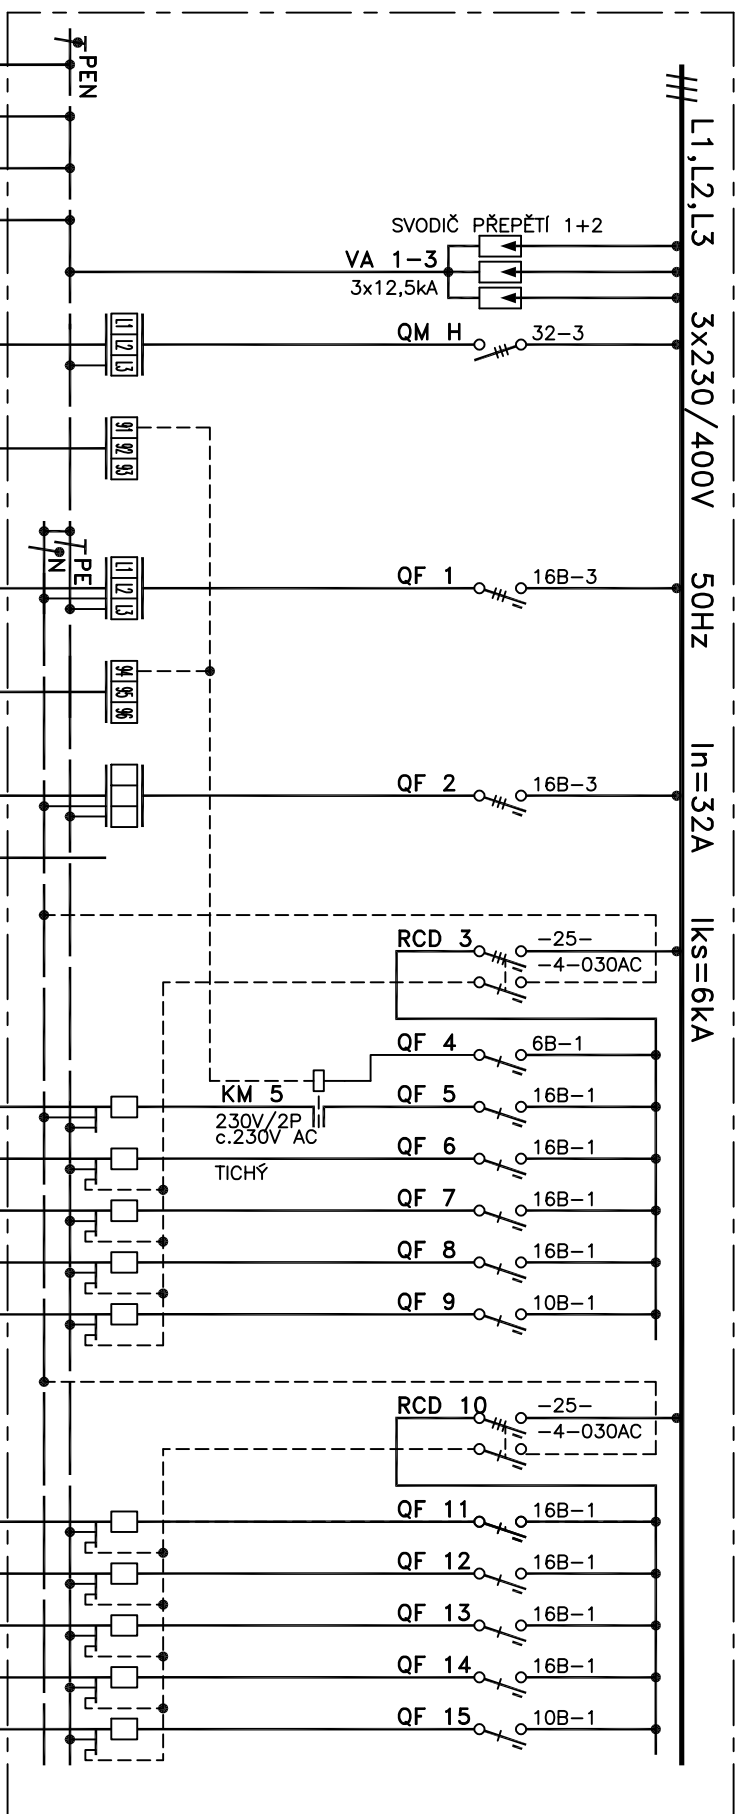 PEN
L1,L2,L3 3x230/400V 50Hz In=32A Iks=6kA
SVODIČ PŘEPĚTÍ 1+2
VA 1-3
3x12,5kA
L1
L2
L3
QM H
32-3
91
92
93
N
PE
L1
L2
L3
QF 1
16B-3
94
95
96
QF 2
16B-3
RCD 3
-25-
-4-030AC
QF 4
6B-1
KM 5
230V/2P
c.230V AC
QF 5
16B-1
TICHÝ
QF 6
16B-1
QF 7
16B-1
QF 8
16B-1
QF 9
10B-1
RCD 10
-25-
-4-030AC
QF 11
16B-1
QF 12
16B-1
QF 13
16B-1
QF 14
16B-1
QF 15
10B-1